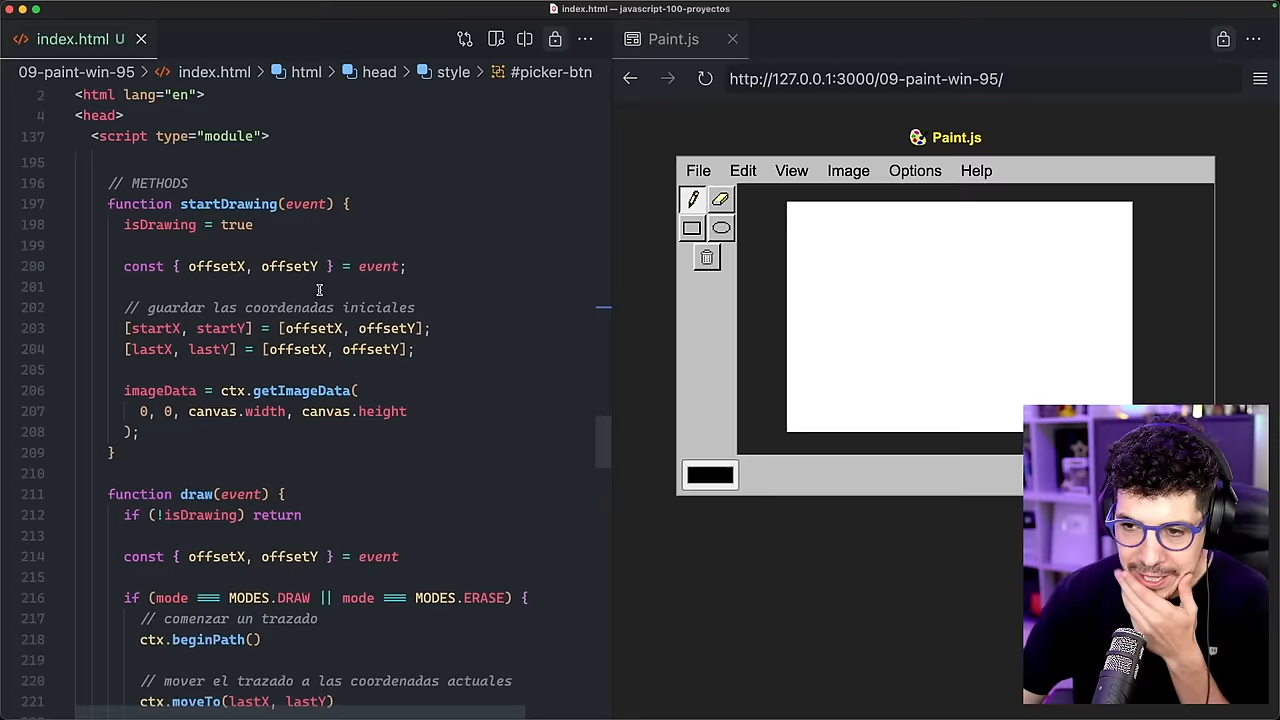 index.html — javascript-100-proyectos
index.html U
Paint.js
09-paint-win-95 > index.html > html > head > style > #picker-btn
http://127.0.0.1:3000/09-paint-win-95/
2 <html lang="en">
4 <head>
137 <script type="module">
195
196 // METHODS
197 function startDrawing(event) {
198 isDrawing = true
199
200 const { offsetX, offsetY } = event;
201
202 // guardar las coordenadas iniciales
203 [startX, startY] = [offsetX, offsetY];
204 [lastX, lastY] = [offsetX, offsetY];
205
206 imageData = ctx.getImageData(
207 0, 0, canvas.width, canvas.height
208 );
209 }
210
211 function draw(event) {
212 if (!isDrawing) return
213
214 const { offsetX, offsetY } = event
215
216 if (mode === MODES.DRAW || mode === MODES.ERASE) {
217 // comenzar un trazado
218 ctx.beginPath()
219
220 // mover el trazado a las coordenadas actuales
221 ctx.moveTo(lastX, lastY)
Paint.js
File Edit View Image Options Help